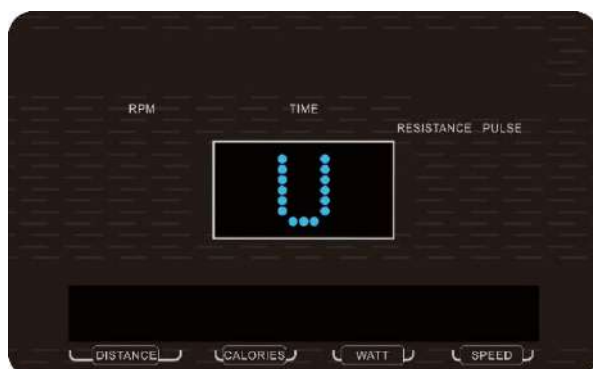 RPM TIME
RESISTANCE PULSE
U
DISTANCE CALORIES WATT SPEED